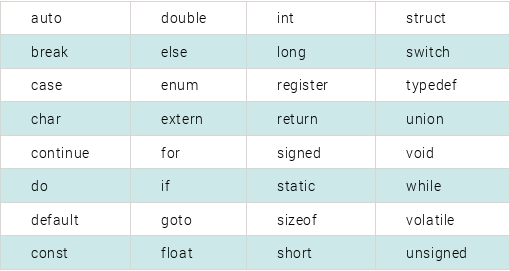 auto double int struct
break else long switch
case enum register typedef
char extern return union
continue for signed void
do if static while
default goto sizeof volatile
const float short unsigned